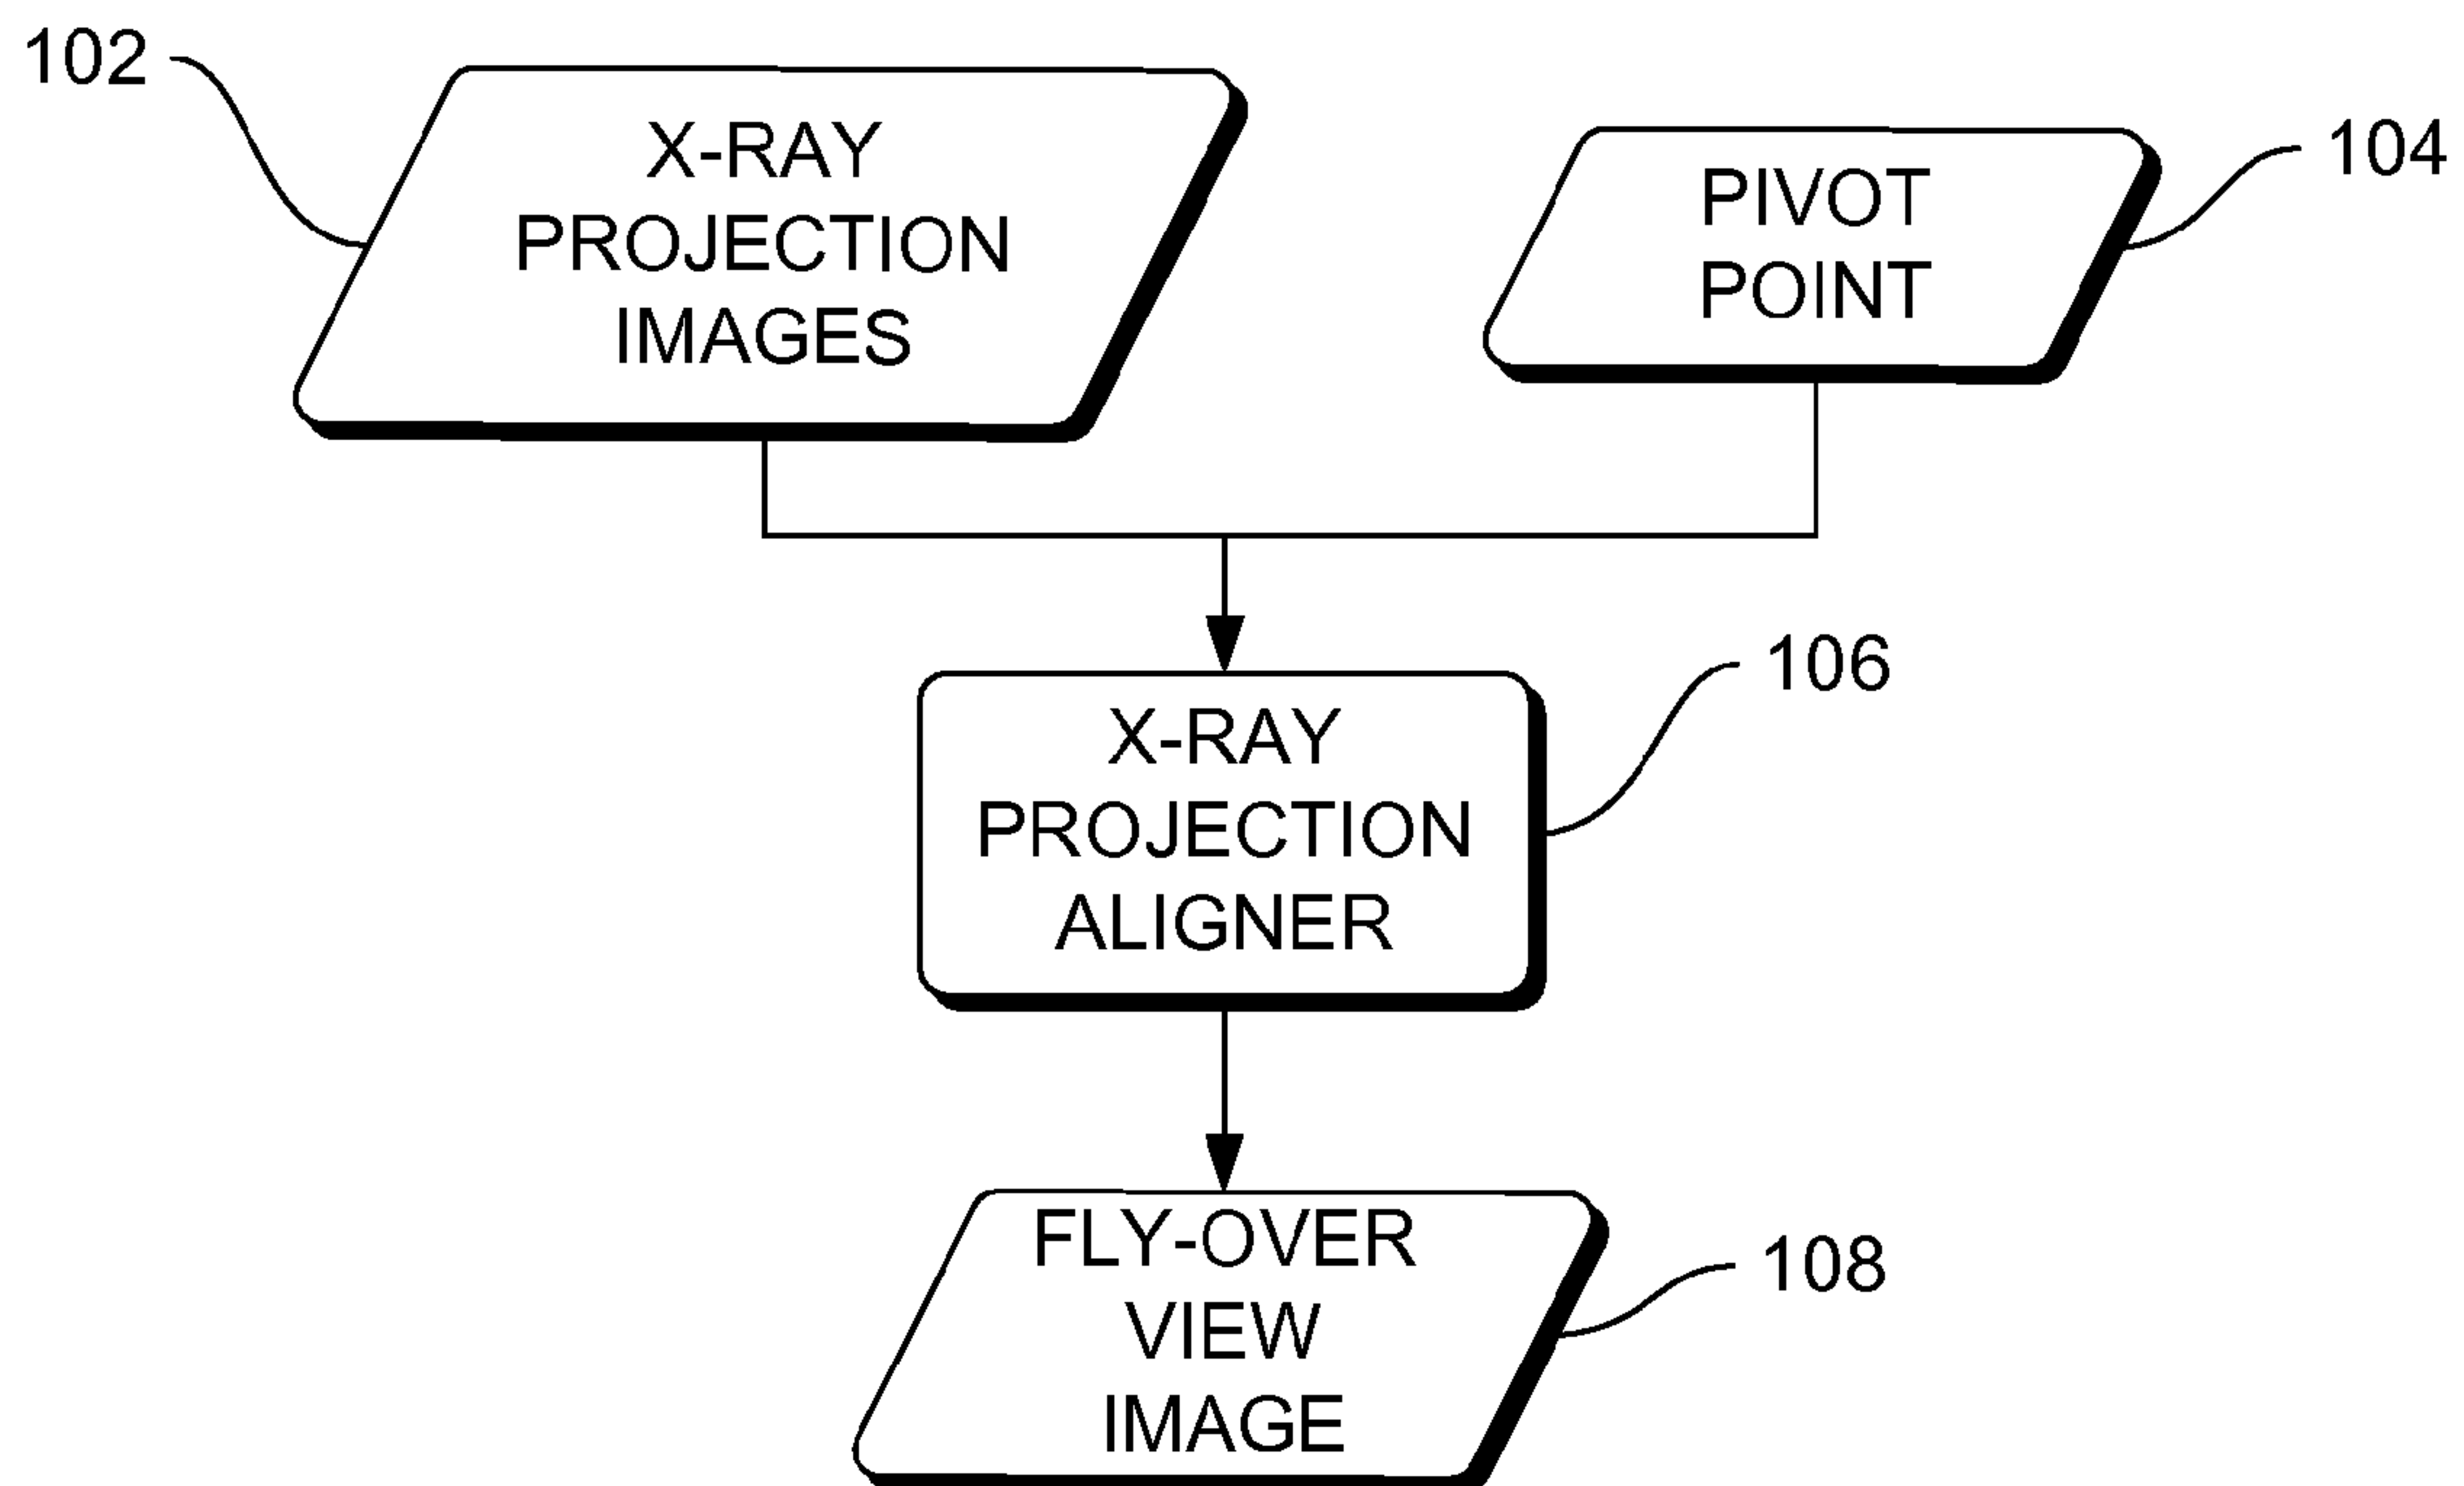 102
X-RAY
PROJECTION
IMAGES
PIVOT
POINT
104
X-RAY
PROJECTION
ALIGNER
106
FLY-OVER
VIEW
IMAGE
108